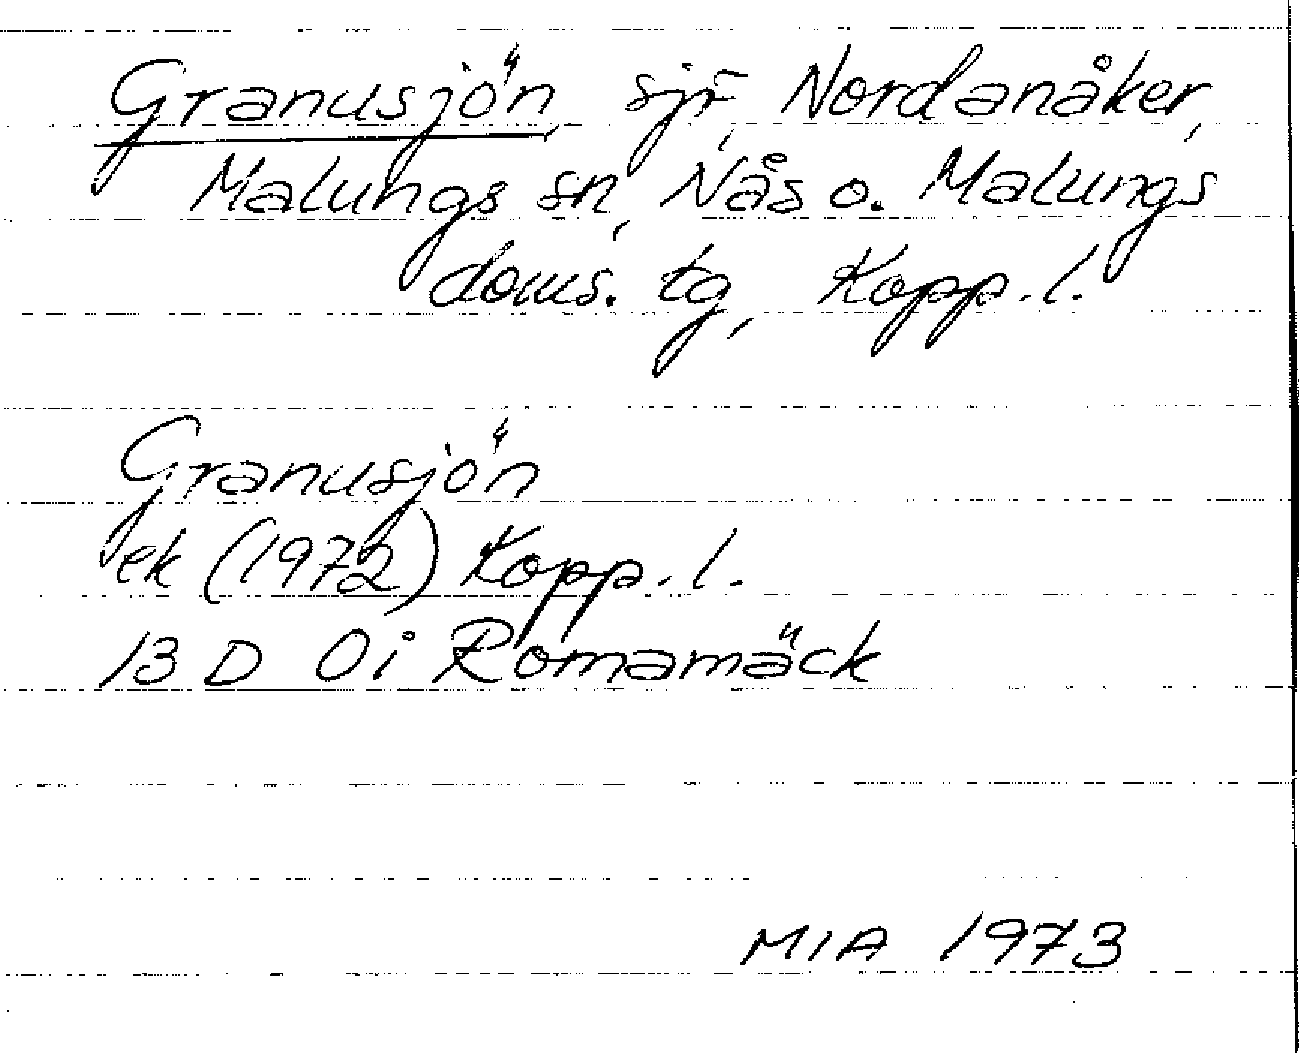 Granusjön, sjö, Nordanåker,
Malungs sn, Nås o. Malungs
doms. tg, Kopp. l.
Granusjön
ek (1972) Kopp. l.
13 D 0i Romamäck
MIA 1973